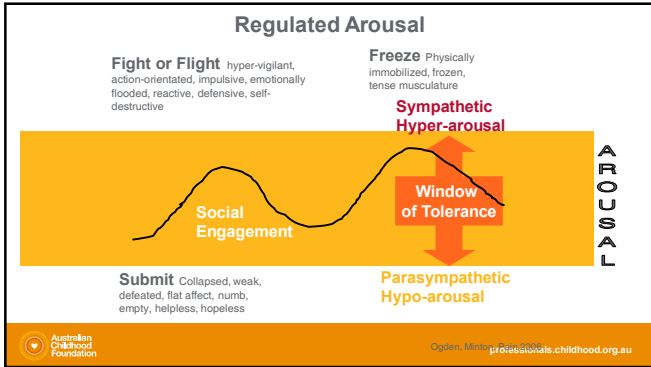 Regulated Arousal
Fight or Flight hyper-vigilant,
action-orientated, impulsive, emotionally
flooded, reactive, defensive, self-
destructive
Freeze Physically
immobilized, frozen,
tense musculature
Sympathetic
Hyper-arousal
Social
Engagement
Window
of Tolerance
AROUSAL
Submit Collapsed, weak,
defeated, flat affect, numb,
empty, helpless, hopeless
Parasympathetic
Hypo-arousal
Australian
Childhood
Foundation
Ogden, Minton, Pain 2006
professionals.childhood.org.au